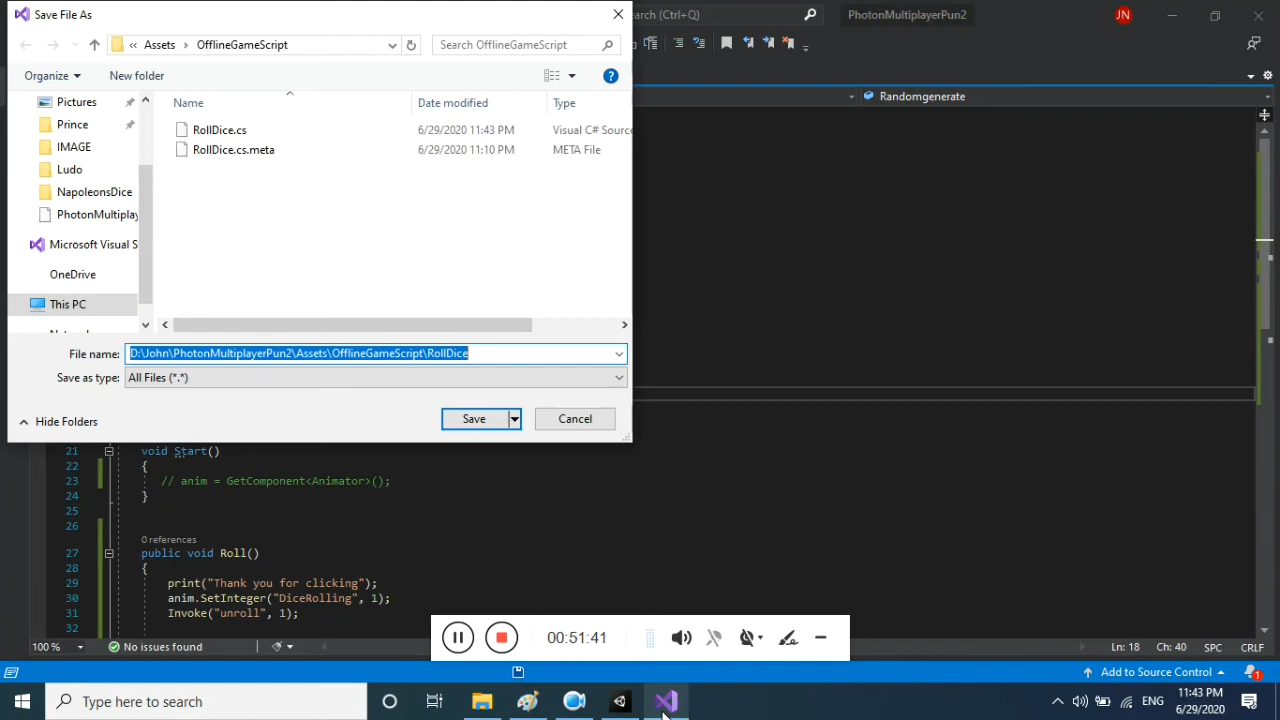 Save File As
earch (Ctrl+Q)
PhotonMultiplayerPun2
JN
Assets
OfflineGameScript
Search OfflineGameScript
Organize
New folder
Randomgenerate
Pictures
Name
Date modified
Type
Prince
RollDice.cs
6/29/2020 11:43 PM
Visual C# Source
IMAGE
RollDice.cs.meta
6/29/2020 11:10 PM
META File
Ludo
NapoleonsDice
PhotonMultiplay
Microsoft Visual S
OneDrive
This PC
File name:
D:\John\PhotonMultiplayerPun2\Assets\OfflineGameScript\RollDice
Save as type:
All Files (*.*)
Hide Folders
Save
Cancel
21 void Start()
22 {
23 // anim = GetComponent<Animator>();
24 }
25
26
0 references
27 public void Roll()
28 {
29 print("Thank you for clicking");
30 anim.SetInteger("DiceRolling", 1);
31 Invoke("unroll", 1);
32
00:51:41
100 %
No issues found
Ln: 18
Ch: 40
SPC
CRLF
Add to Source Control
1
Type here to search
ENG
11:43 PM
6/29/2020